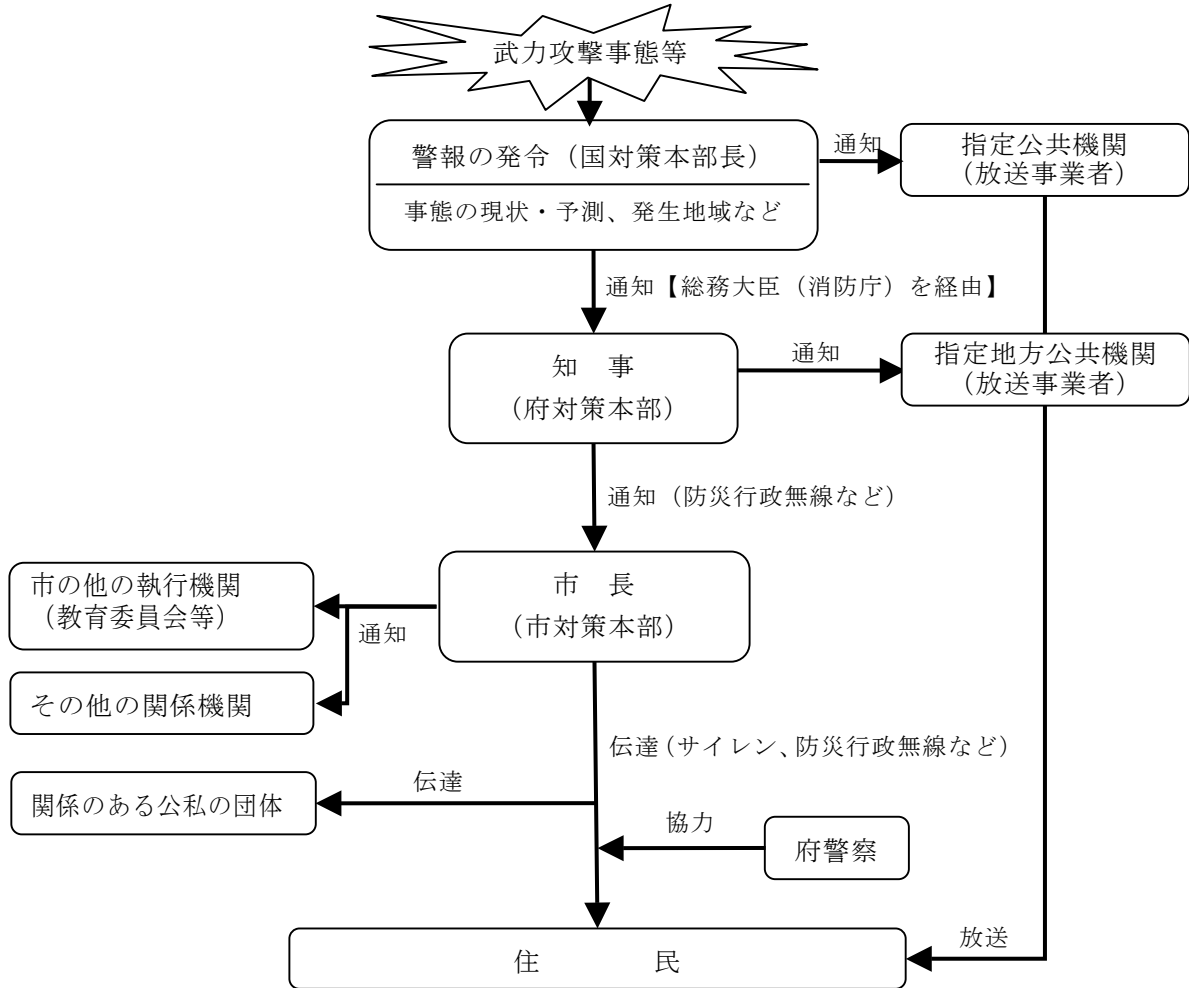 武力攻撃事態等
警報の発令（国対策本部長）
事態の現状・予測、発生地域など
通知
指定公共機関
（放送事業者）
通知【総務大臣（消防庁）を経由】
知　事
（府対策本部）
通知
指定地方公共機関
（放送事業者）
通知（防災行政無線など）
市　長
（市対策本部）
通知
市の他の執行機関
（教育委員会等）
その他の関係機関
伝達（サイレン、防災行政無線など）
伝達
関係のある公私の団体
協力
府警察
放送
住　　　民